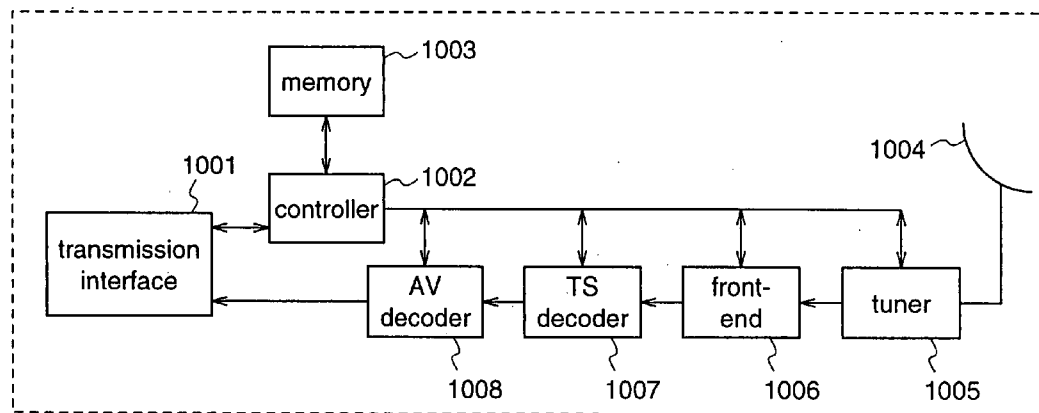 1003
memory
1004
1001
1002
controller
transmission
interface
AV
decoder
TS
decoder
front-
end
tuner
1008
1007
1006
1005